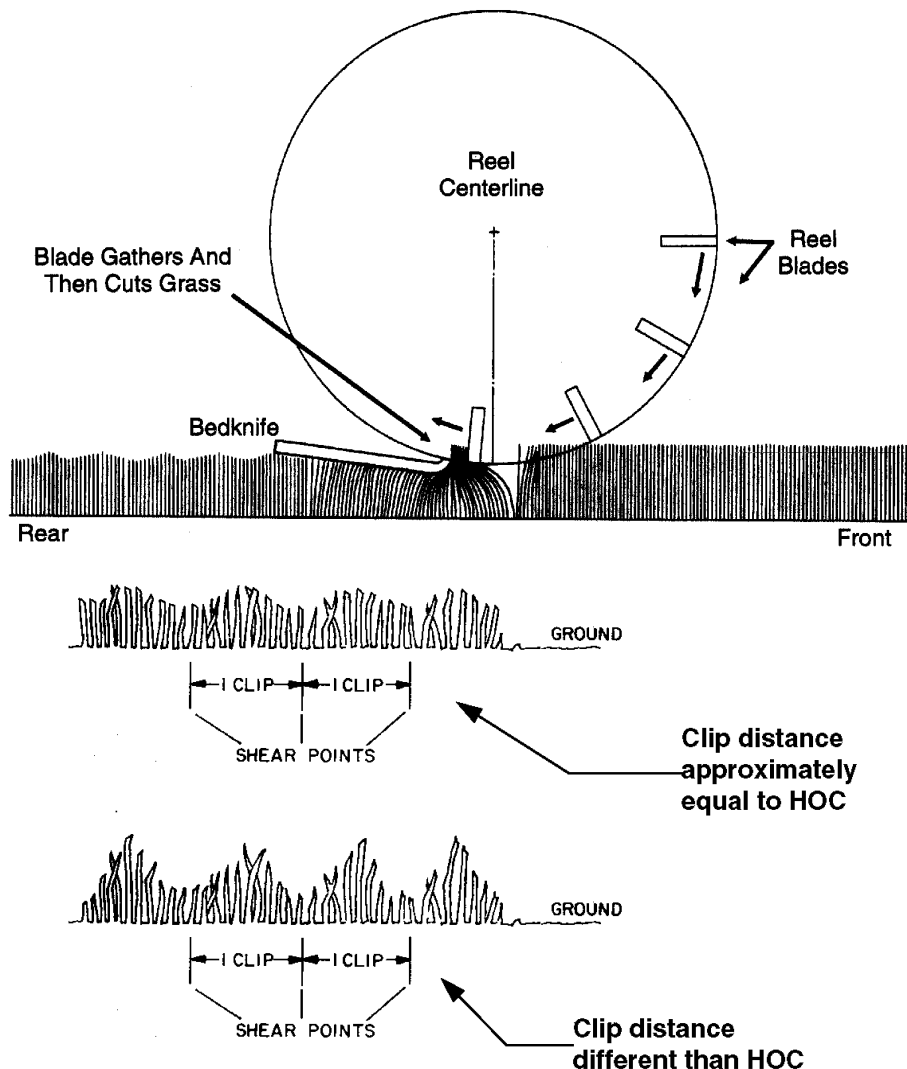 Reel
Centerline
Blade Gathers And
Then Cuts Grass
Reel
Blades
Bedknife
Rear
Front
GROUND
1 CLIP
1 CLIP
SHEAR POINTS
Clip distance
approximately
equal to HOC
GROUND
1 CLIP
1 CLIP
SHEAR POINTS
Clip distance
different than HOC